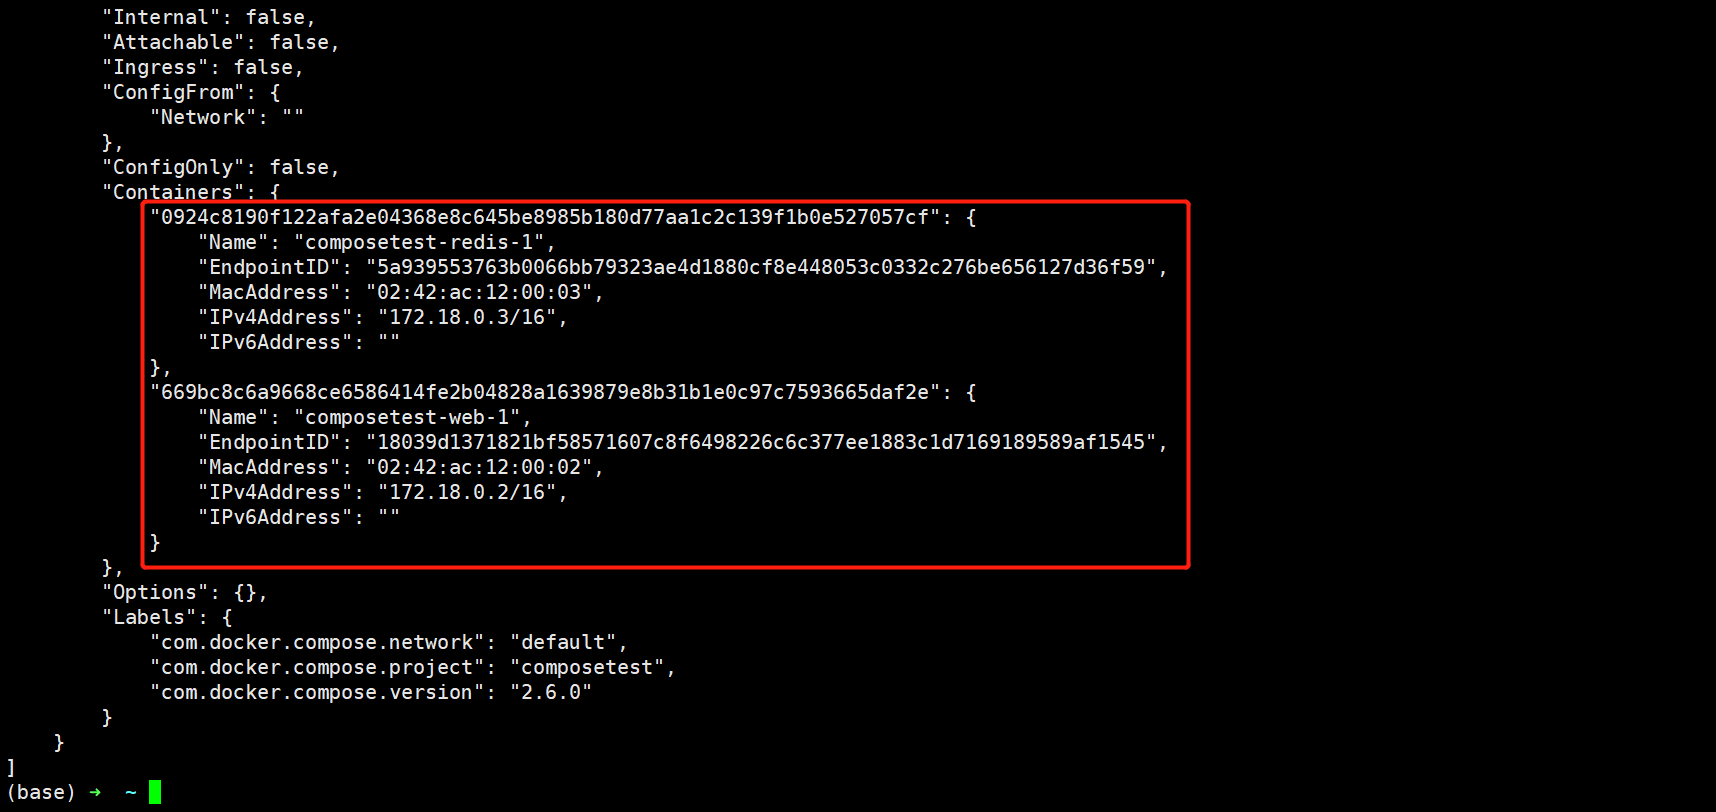 "Internal": false,
"Attachable": false,
"Ingress": false,
"ConfigFrom": {
"Network": ""
},
"ConfigOnly": false,
"Containers": {
"0924c8190f122afa2e04368e8c645be8985b180d77aa1c2c139f1b0e527057cf": {
"Name": "composetest-redis-1",
"EndpointID": "5a939553763b0066bb79323ae4d1880cf8e448053c0332c276be656127d36f59",
"MacAddress": "02:42:ac:12:00:03",
"IPv4Address": "172.18.0.3/16",
"IPv6Address": ""
},
"669bc8c6a9668ce6586414fe2b04828a1639879e8b31b1e0c97c7593665daf2e": {
"Name": "composetest-web-1",
"EndpointID": "18039d1371821bf58571607c8f6498226c6c377ee1883c1d7169189589af1545",
"MacAddress": "02:42:ac:12:00:02",
"IPv4Address": "172.18.0.2/16",
"IPv6Address": ""
}
},
"Options": {},
"Labels": {
"com.docker.compose.network": "default",
"com.docker.compose.project": "composetest",
"com.docker.compose.version": "2.6.0"
}
}
]
(base) ➜ ~